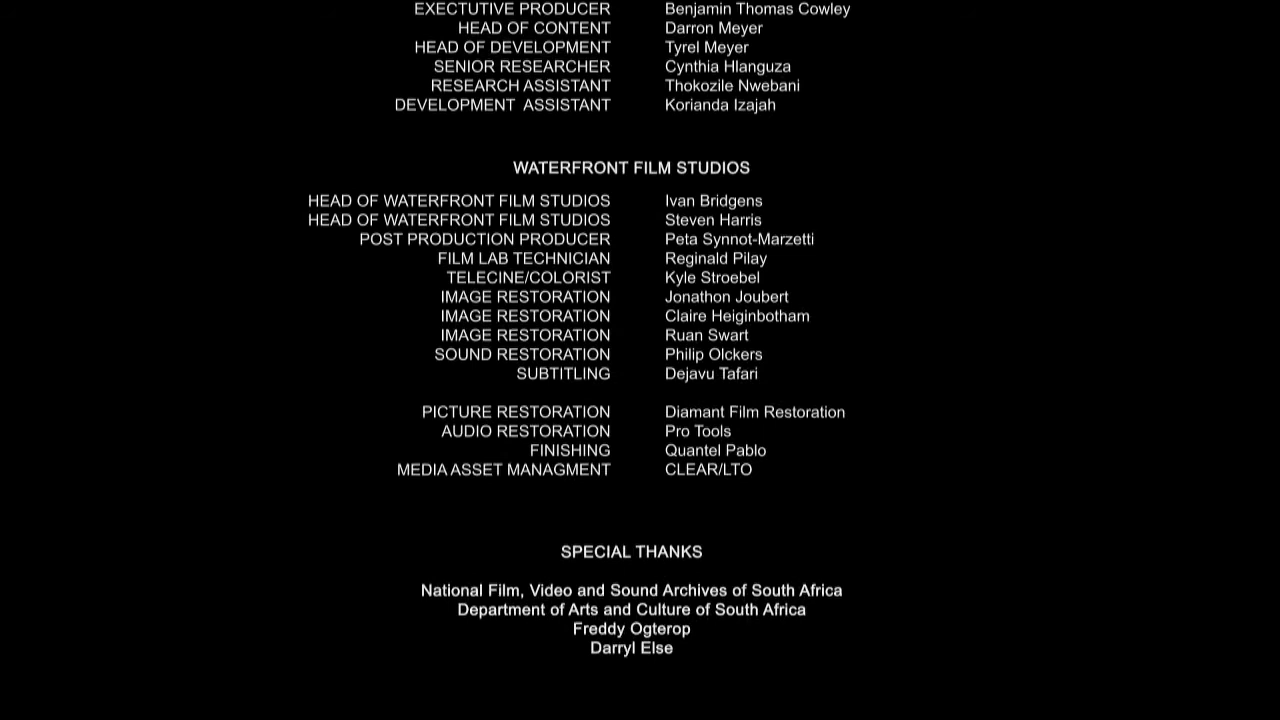 EXECTUTIVE PRODUCER Benjamin Thomas Cowley
HEAD OF CONTENT Darron Meyer
HEAD OF DEVELOPMENT Tyrel Meyer
SENIOR RESEARCHER Cynthia Hlanguza
RESEARCH ASSISTANT Thokozile Nwebani
DEVELOPMENT ASSISTANT Korianda Izajah
WATERFRONT FILM STUDIOS
HEAD OF WATERFRONT FILM STUDIOS Ivan Bridgens
HEAD OF WATERFRONT FILM STUDIOS Steven Harris
POST PRODUCTION PRODUCER Peta Synnot-Marzetti
FILM LAB TECHNICIAN Reginald Pilay
TELECINE/COLORIST Kyle Stroebel
IMAGE RESTORATION Jonathon Joubert
IMAGE RESTORATION Claire Heiginbotham
IMAGE RESTORATION Ruan Swart
SOUND RESTORATION Philip Olckers
SUBTITLING Dejavu Tafari
PICTURE RESTORATION Diamant Film Restoration
AUDIO RESTORATION Pro Tools
FINISHING Quantel Pablo
MEDIA ASSET MANAGMENT CLEAR/LTO
SPECIAL THANKS
National Film, Video and Sound Archives of South Africa
Department of Arts and Culture of South Africa
Freddy Ogterop
Darryl Else